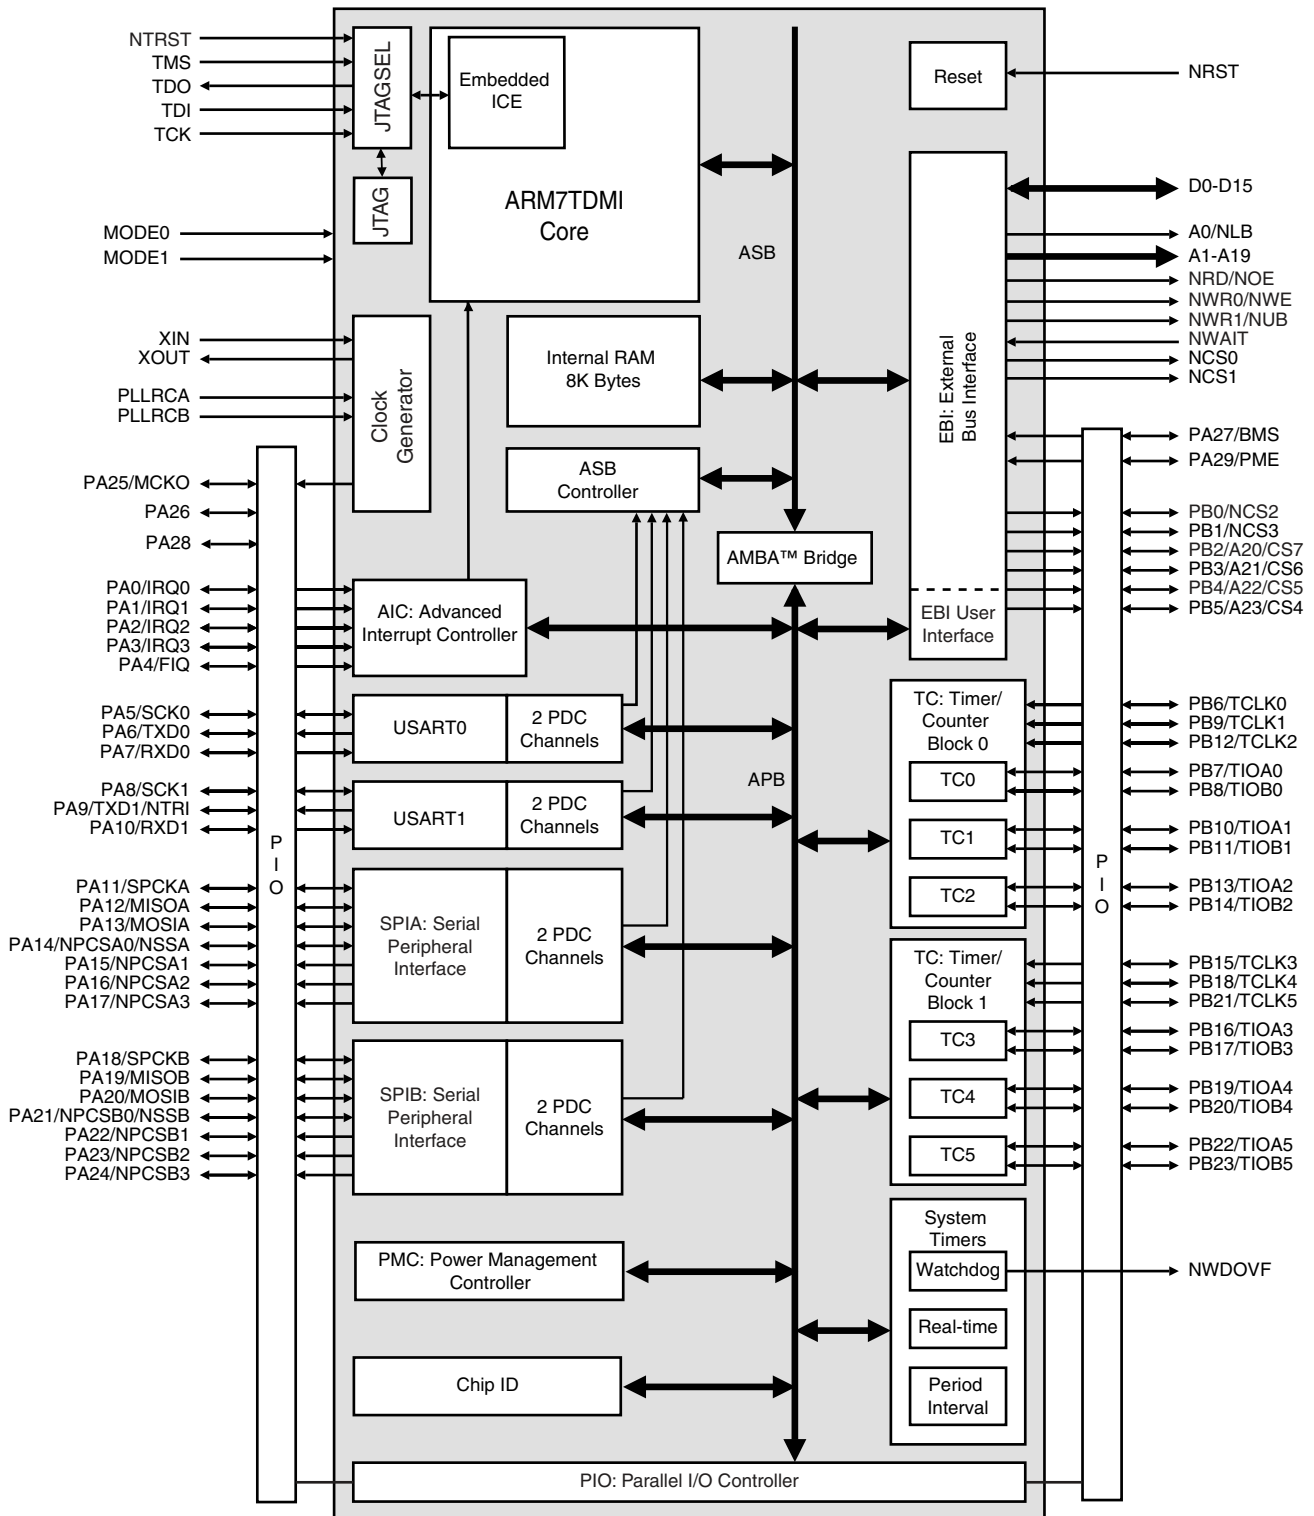 NTRST
TMS
TDO
TDI
TCK
MODE0
MODE1
XIN
XOUT
PLLRCA
PLLRCB
PA25/MCKO
PA26
PA28
PA0/IRQ0
PA1/IRQ1
PA2/IRQ2
PA3/IRQ3
PA4/FIQ
PA5/SCK0
PA6/TXD0
PA7/RXD0
PA8/SCK1
PA9/TXD1/NTRI
PA10/RXD1
PA11/SPCKA
PA12/MISOA
PA13/MOSIA
PA14/NPCSA0/NSSA
PA15/NPCSA1
PA16/NPCSA2
PA17/NPCSA3
PA18/SPCKB
PA19/MISOB
PA20/MOSIB
PA21/NPCSB0/NSSB
PA22/NPCSB1
PA23/NPCSB2
PA24/NPCSB3
P
I
O
JTAGSEL
JTAG
Embedded
ICE
ARM7TDMI
Core
Clock
Generator
Internal RAM
8K Bytes
ASB
Controller
ASB
AMBA™ Bridge
AIC: Advanced
Interrupt Controller
USART0
2 PDC
Channels
USART1
2 PDC
Channels
APB
SPIA: Serial
Peripheral
Interface
2 PDC
Channels
SPIB: Serial
Peripheral
Interface
2 PDC
Channels
PMC: Power Management
Controller
Chip ID
PIO: Parallel I/O Controller
Reset
EBI: External
Bus Interface
EBI User
Interface
TC: Timer/
Counter
Block 0
TC0
TC1
TC2
TC: Timer/
Counter
Block 1
TC3
TC4
TC5
System
Timers
Watchdog
Real-time
Period
Interval
P
I
O
NRST
D0-D15
A0/NLB
A1-A19
NRD/NOE
NWR0/NWE
NWR1/NUB
NWAIT
NCS0
NCS1
PA27/BMS
PA29/PME
PB0/NCS2
PB1/NCS3
PB2/A20/CS7
PB3/A21/CS6
PB4/A22/CS5
PB5/A23/CS4
PB6/TCLK0
PB9/TCLK1
PB12/TCLK2
PB7/TIOA0
PB8/TIOB0
PB10/TIOA1
PB11/TIOB1
PB13/TIOA2
PB14/TIOB2
PB15/TCLK3
PB18/TCLK4
PB21/TCLK5
PB16/TIOA3
PB17/TIOB3
PB19/TIOA4
PB20/TIOB4
PB22/TIOA5
PB23/TIOB5
NWDOVF